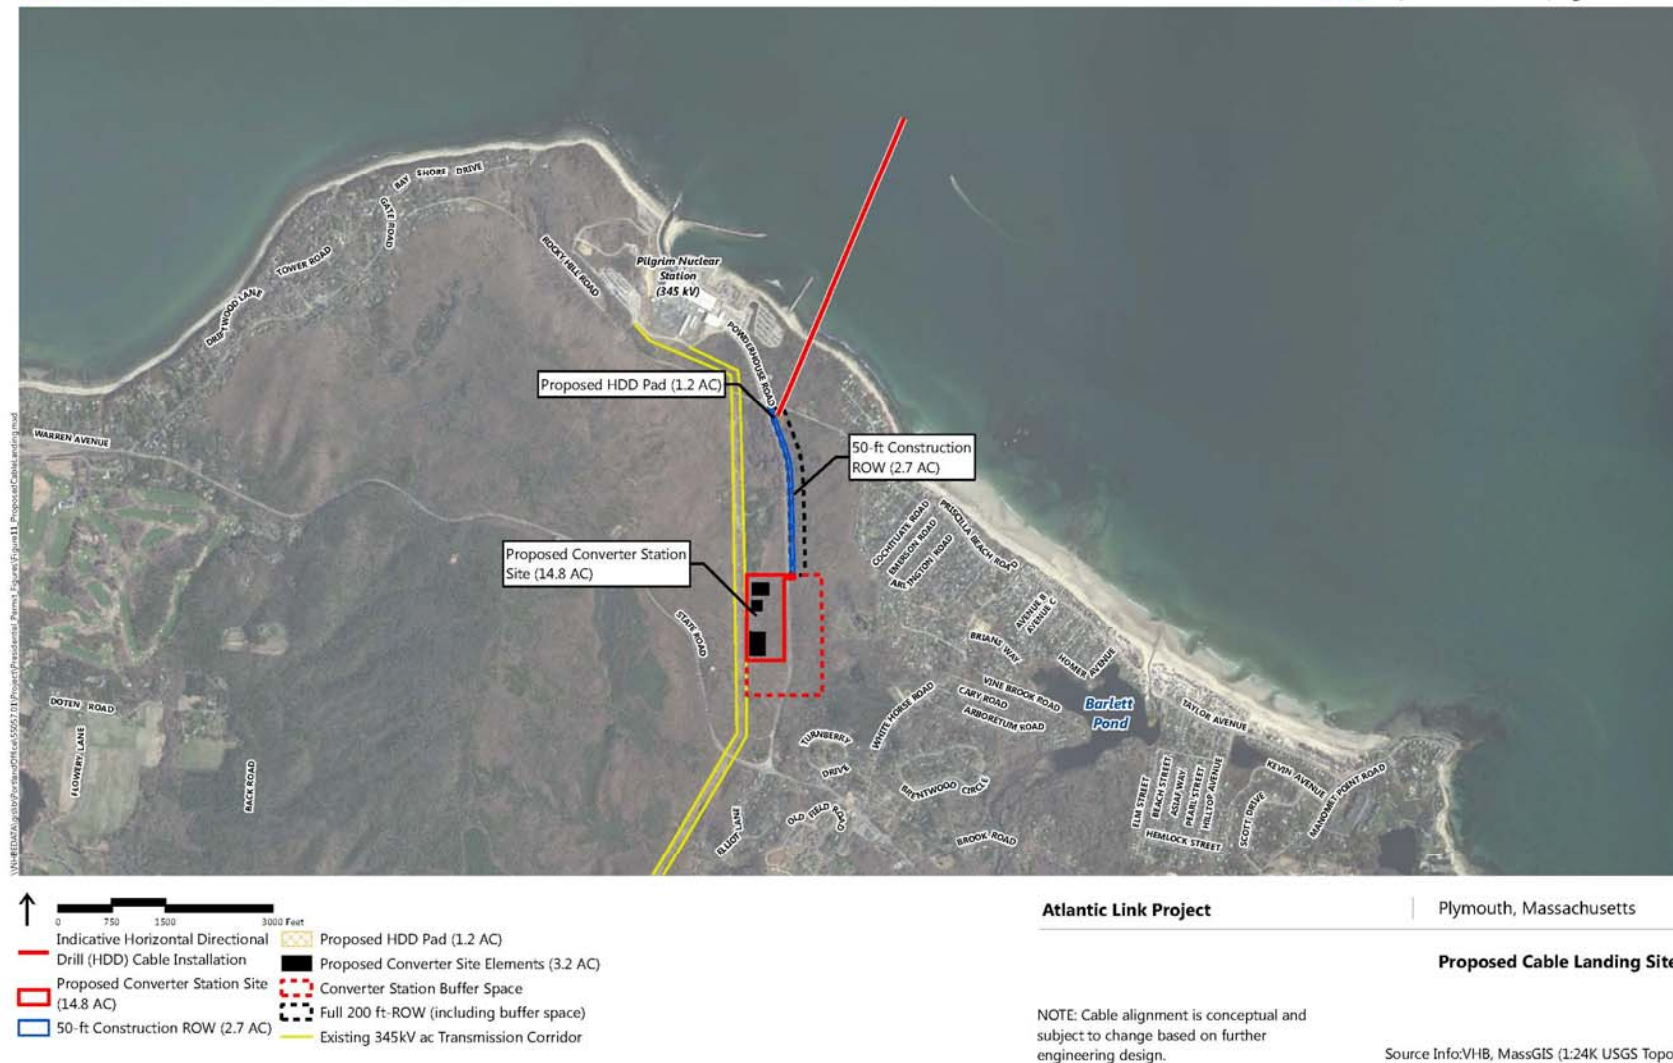 BAY SHORE DRIVE
GATE ROAD
TOWER ROAD
DRIFTWOOD LANE
ROCKY HILL ROAD
Pilgrim Nuclear
Station
(345 kV)
POWDERHOUSE ROAD
Proposed HDD Pad (1.2 AC)
WARREN AVENUE
50-ft Construction
ROW (2.7 AC)
COCHITUATE ROAD
EMERSON ROAD
ARLINGTON ROAD
PRISCILLA BEACH ROAD
Proposed Converter Station
Site (14.8 AC)
STATE ROAD
AVENUE B
AVENUE C
BRIANS WAY
HOMER AVENUE
VINE BROOK ROAD
CARY ROAD
ARBORETUM ROAD
WHITE HORSE ROAD
Barlett
Pond
TAYLOR AVENUE
DOTEN ROAD
FLOWERY LANE
BACK ROAD
TURNBERRY
DRIVE
BRENTWOOD CIRCLE
OLD FIELD ROAD
ELLIOT LANE
BROOK ROAD
ELM STREET
BEACH STREET
AGIAY WAY
PEARL STREET
HILLTOP AVENUE
HEMLOCK STREET
SCOTT DRIVE
KEVIN AVENUE
MANOMET POINT ROAD
0 750 1500 3000 Feet
Indicative Horizontal Directional
Drill (HDD) Cable Installation
Proposed Converter Station Site
(14.8 AC)
50-ft Construction ROW (2.7 AC)
Proposed HDD Pad (1.2 AC)
Proposed Converter Site Elements (3.2 AC)
Converter Station Buffer Space
Full 200 ft-ROW (including buffer space)
Existing 345kV ac Transmission Corridor
Atlantic Link Project
Plymouth, Massachusetts
Proposed Cable Landing Site
NOTE: Cable alignment is conceptual and
subject to change based on further
engineering design.
Source Info:VHB, MassGIS (1:24K USGS Topo